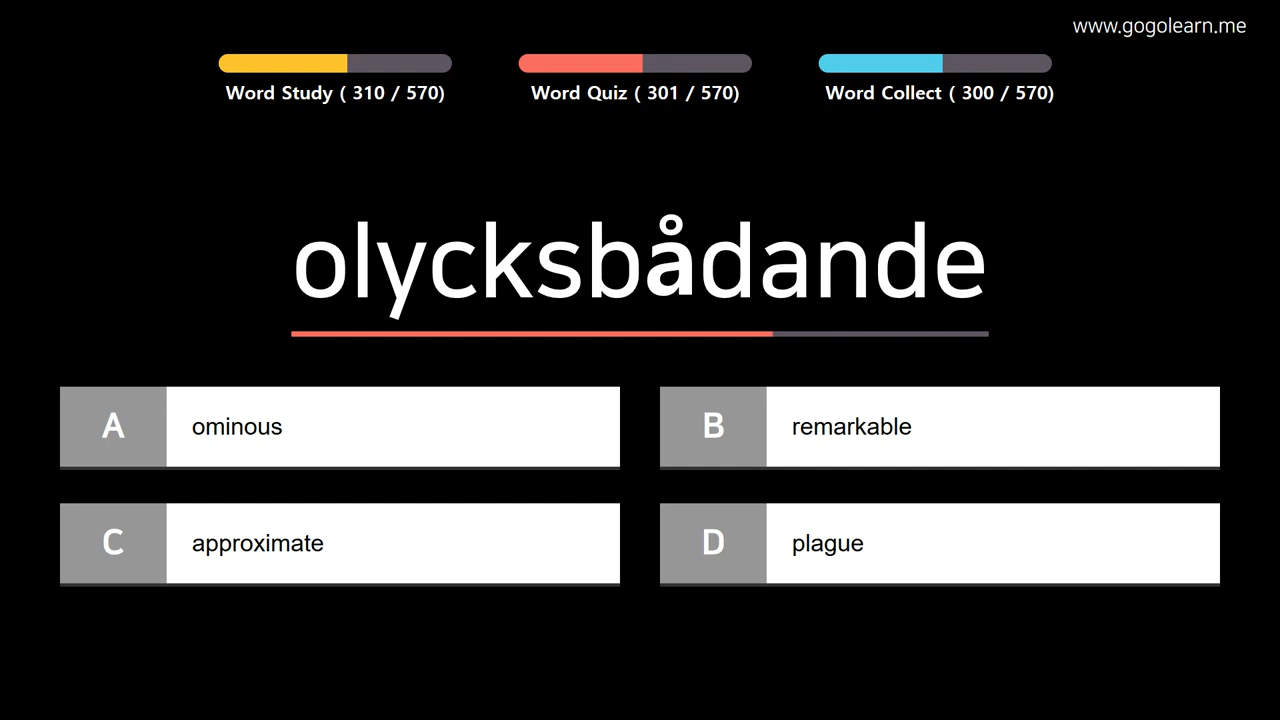 www.gogolearn.me
Word Study ( 310 / 570)
Word Quiz ( 301 / 570)
Word Collect ( 300 / 570)
olycksbådande
A ominous
B remarkable
C approximate
D plague